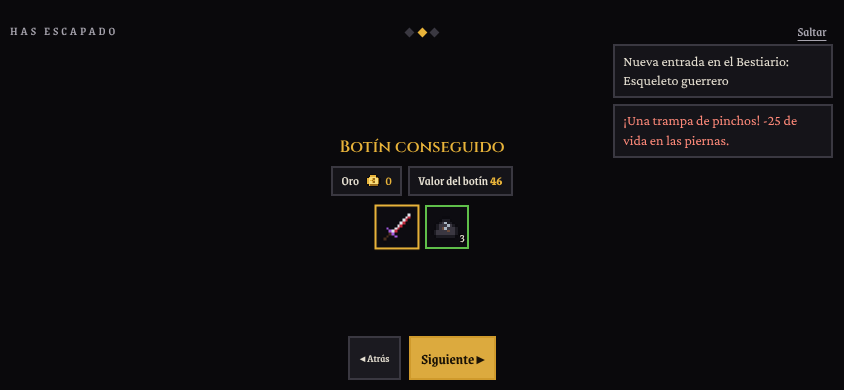 HAS ESCAPADO
Saltar
Nueva entrada en el Bestiario:
Esqueleto guerrero
¡Una trampa de pinchos! -25 de
vida en las piernas.
Botín conseguido
Oro 0
Valor del botín 46
3
◂ Atrás
Siguiente ▸